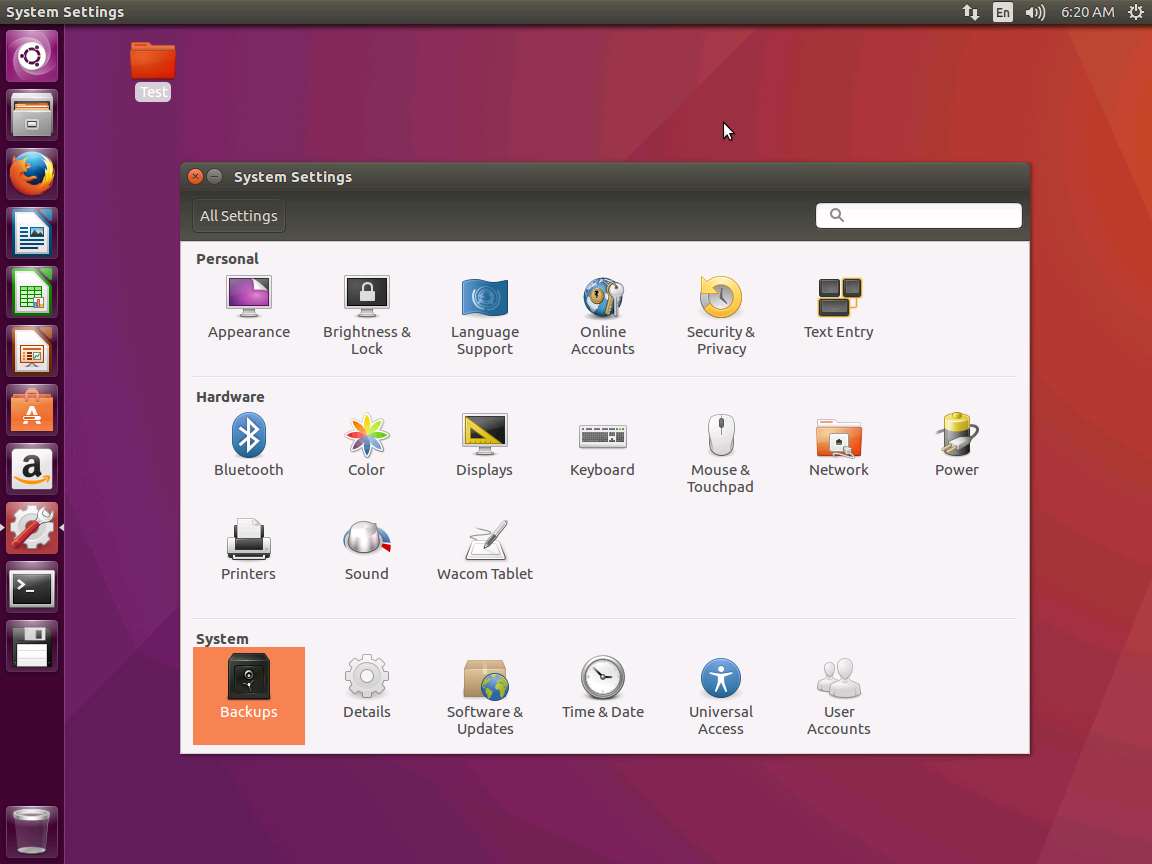 System Settings
En
6:20 AM
Test
System Settings
All Settings
Personal
Appearance
Brightness &
Lock
Language
Support
Online
Accounts
Security &
Privacy
Text Entry
Hardware
Bluetooth
Color
Displays
Keyboard
Mouse &
Touchpad
Network
Power
Printers
Sound
Wacom Tablet
System
Backups
Details
Software &
Updates
Time & Date
Universal
Access
User
Accounts